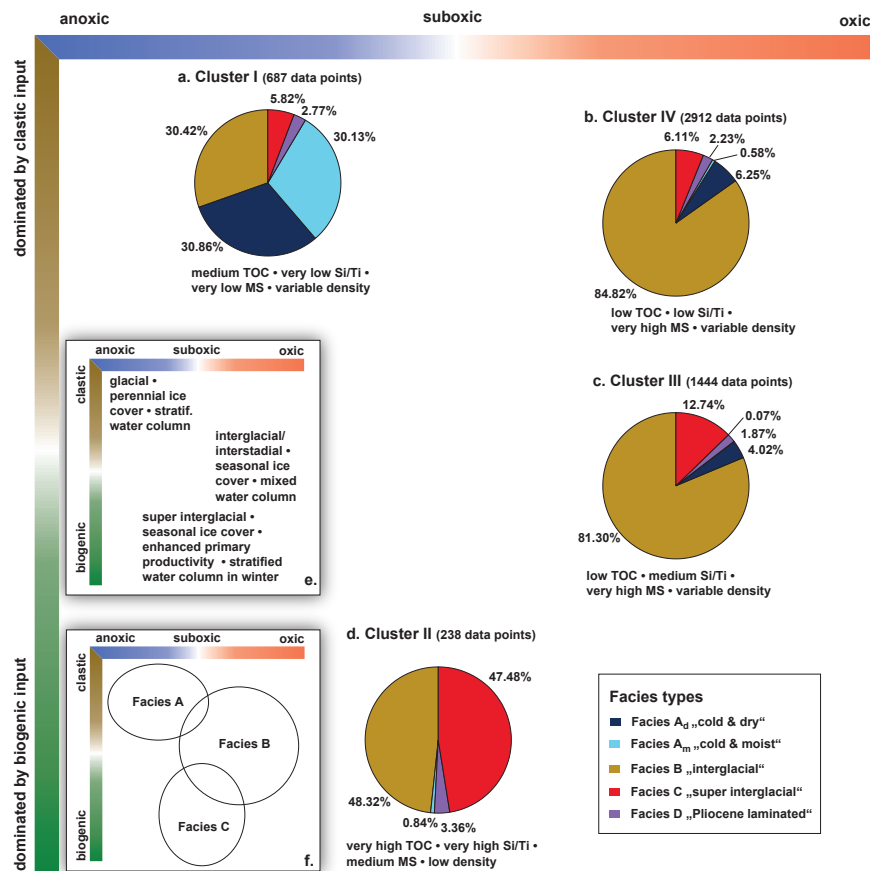 anoxic
suboxic
oxic
dominated by clastic input
dominated by biogenic input
a. Cluster I (687 data points)
5.82%
2.77%
30.42%
30.13%
30.86%
medium TOC • very low Si/Ti •
very low MS • variable density
b. Cluster IV (2912 data points)
6.11%
2.23%
0.58%
6.25%
84.82%
low TOC • low Si/Ti •
very high MS • variable density
c. Cluster III (1444 data points)
12.74%
0.07%
1.87%
4.02%
81.30%
low TOC • medium Si/Ti •
very high MS • variable density
anoxic suboxic oxic
clastic
biogenic
glacial •
perennial ice
cover • stratif.
water column
interglacial/
interstadial •
seasonal ice
cover • mixed
water column
super interglacial •
seasonal ice cover •
enhanced primary
productivity • stratified
water column in winter
e.
anoxic suboxic oxic
clastic
biogenic
Facies A
Facies B
Facies C
f.
d. Cluster II (238 data points)
47.48%
48.32%
0.84%
3.36%
very high TOC • very high Si/Ti •
medium MS • low density
Facies types
Facies Ad „cold & dry“
Facies Am „cold & moist“
Facies B „interglacial“
Facies C „super interglacial“
Facies D „Pliocene laminated“